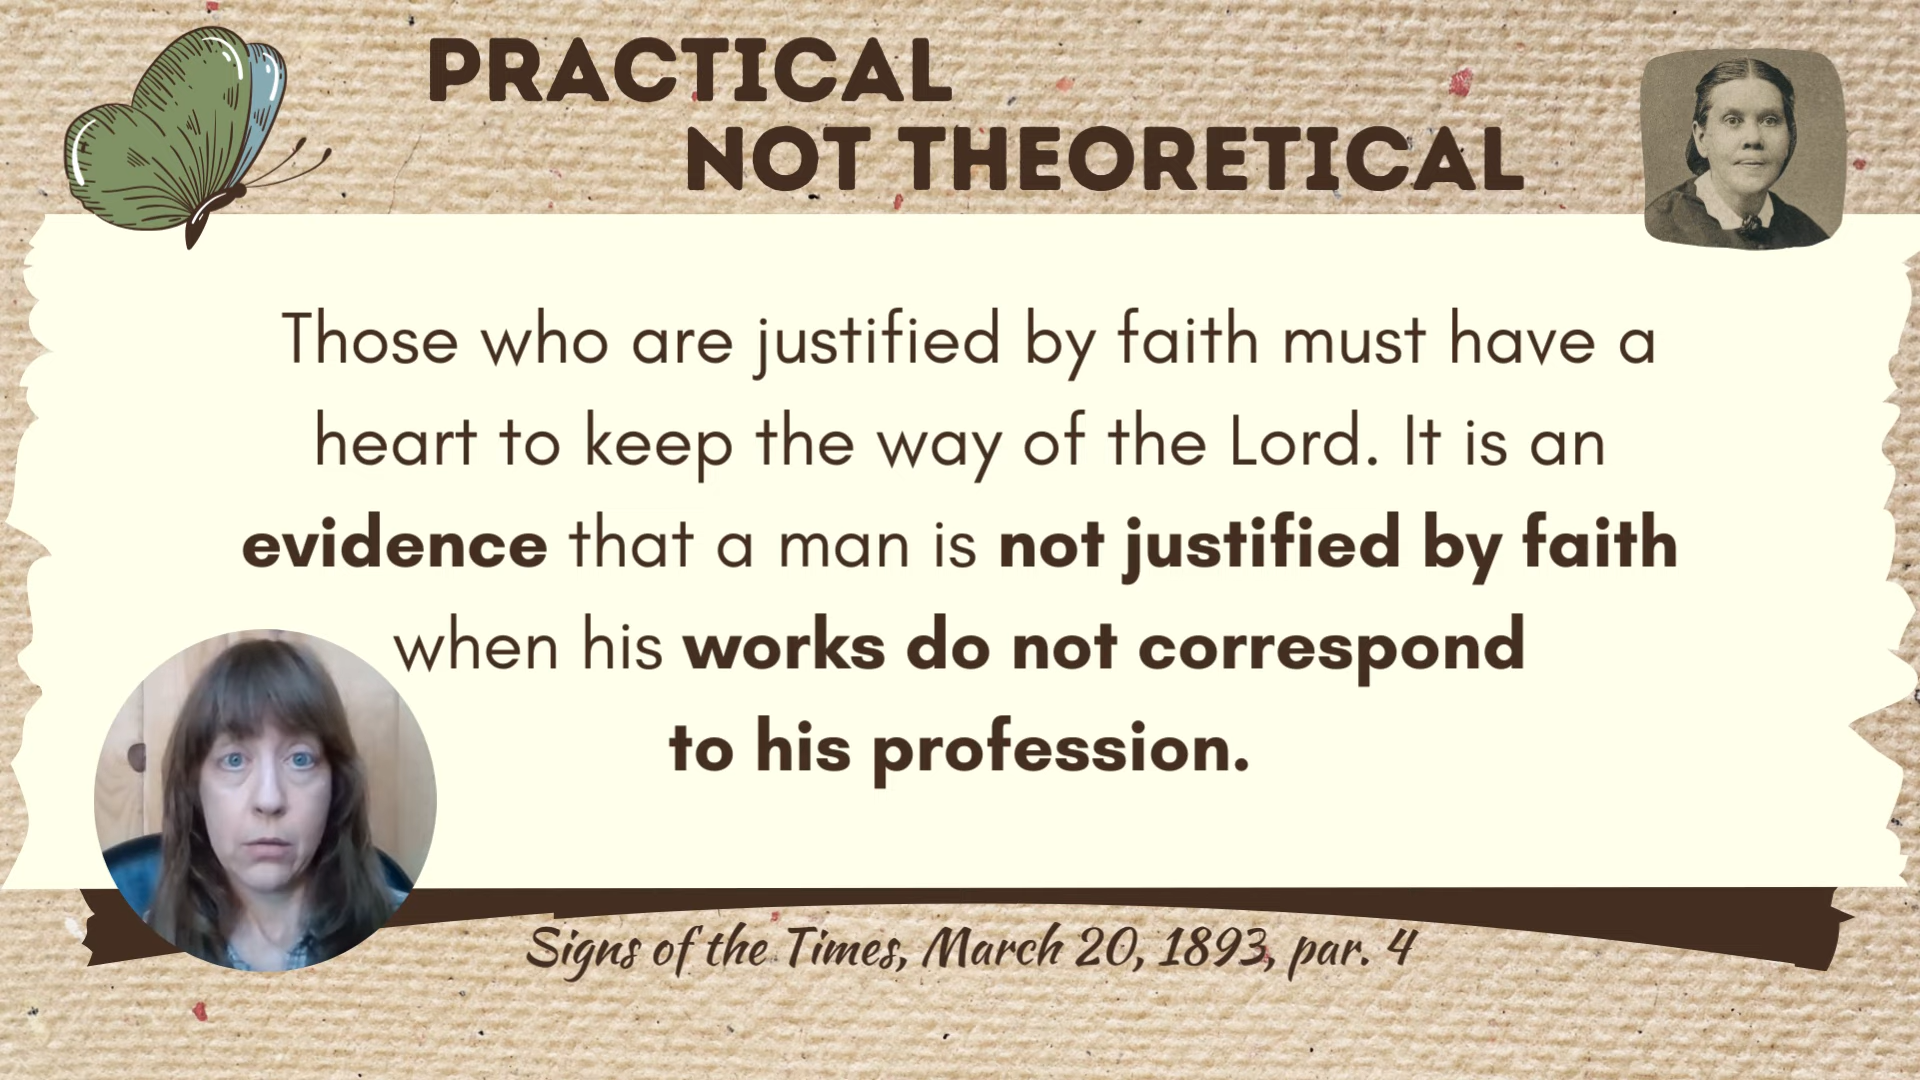 PRACTICAL
NOT THEORETICAL
Those who are justified by faith must have a
heart to keep the way of the Lord. It is an
evidence that a man is not justified by faith
when his works do not correspond
to his profession.
Signs of the Times, March 20, 1893, par. 4